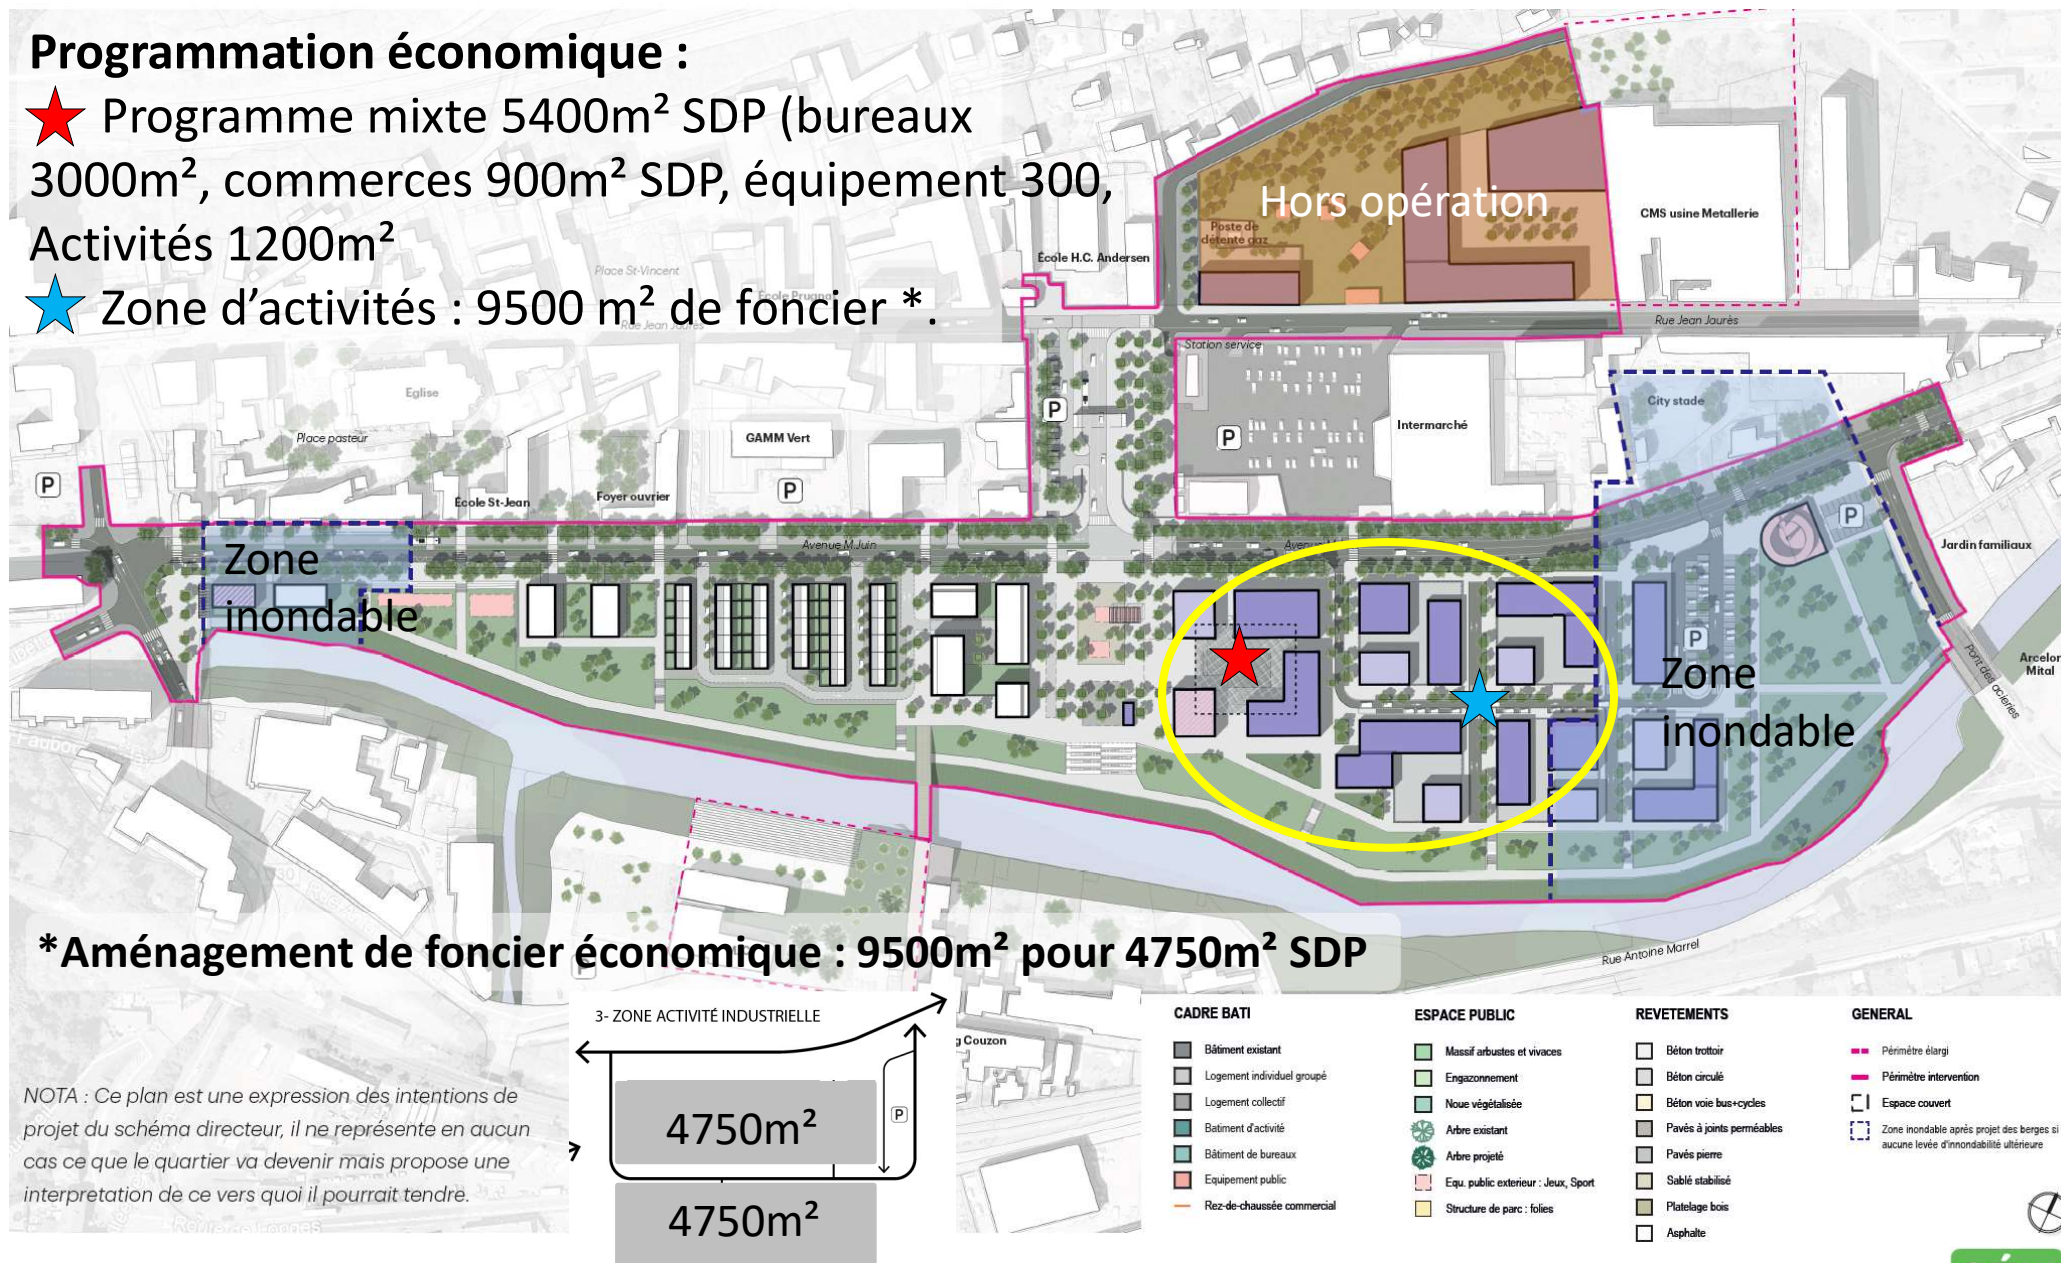 Programmation économique :
Programme mixte 5400m² SDP (bureaux
3000m², commerces 900m² SDP, équipement 300,
Activités 1200m²
Zone d’activités : 9500 m² de foncier *.
Hors opération
Poste de
détente gaz
CMS usine Metallerie
École H.C. Andersen
Place St-Vincent
École Prugnat
Rue Jean Jaurès
Rue Jean Jaurès
Station service
Eglise
Place pasteur
GAMM Vert
P
P
P
P
Intermarché
City stade
École St-Jean
Foyer ouvrier
Avenue M.Juin
Avenue M.
P
Jardin familiaux
Zone
inondable
P
Zone
inondable
Arcelor
Mital
Pont des acieries
Rue Antoine Marrel
*Aménagement de foncier économique : 9500m² pour 4750m² SDP
3- ZONE ACTIVITÉ INDUSTRIELLE
4750m²
P
4750m²
g Couzon
NOTA : Ce plan est une expression des intentions de
projet du schéma directeur, il ne représente en aucun
cas ce que le quartier va devenir mais propose une
interpretation de ce vers quoi il pourrait tendre.
CADRE BATI
Bâtiment existant
Logement individuel groupé
Logement collectif
Batiment d'activité
Bâtiment de bureaux
Equipement public
Rez-de-chaussée commercial
ESPACE PUBLIC
Massif arbustes et vivaces
Engazonnement
Noue végétalisée
Arbre existant
Arbre projeté
Equ. public exterieur : Jeux, Sport
Structure de parc : folies
REVETEMENTS
Béton trottoir
Béton circulé
Béton voie bus+cycles
Pavés à joints perméables
Pavés pierre
Sablé stabilisé
Platelage bois
Asphalte
GENERAL
Périmètre élargi
Périmètre intervention
Espace couvert
Zone inondable après projet des berges si
aucune levée d'innondabilité ultérieure